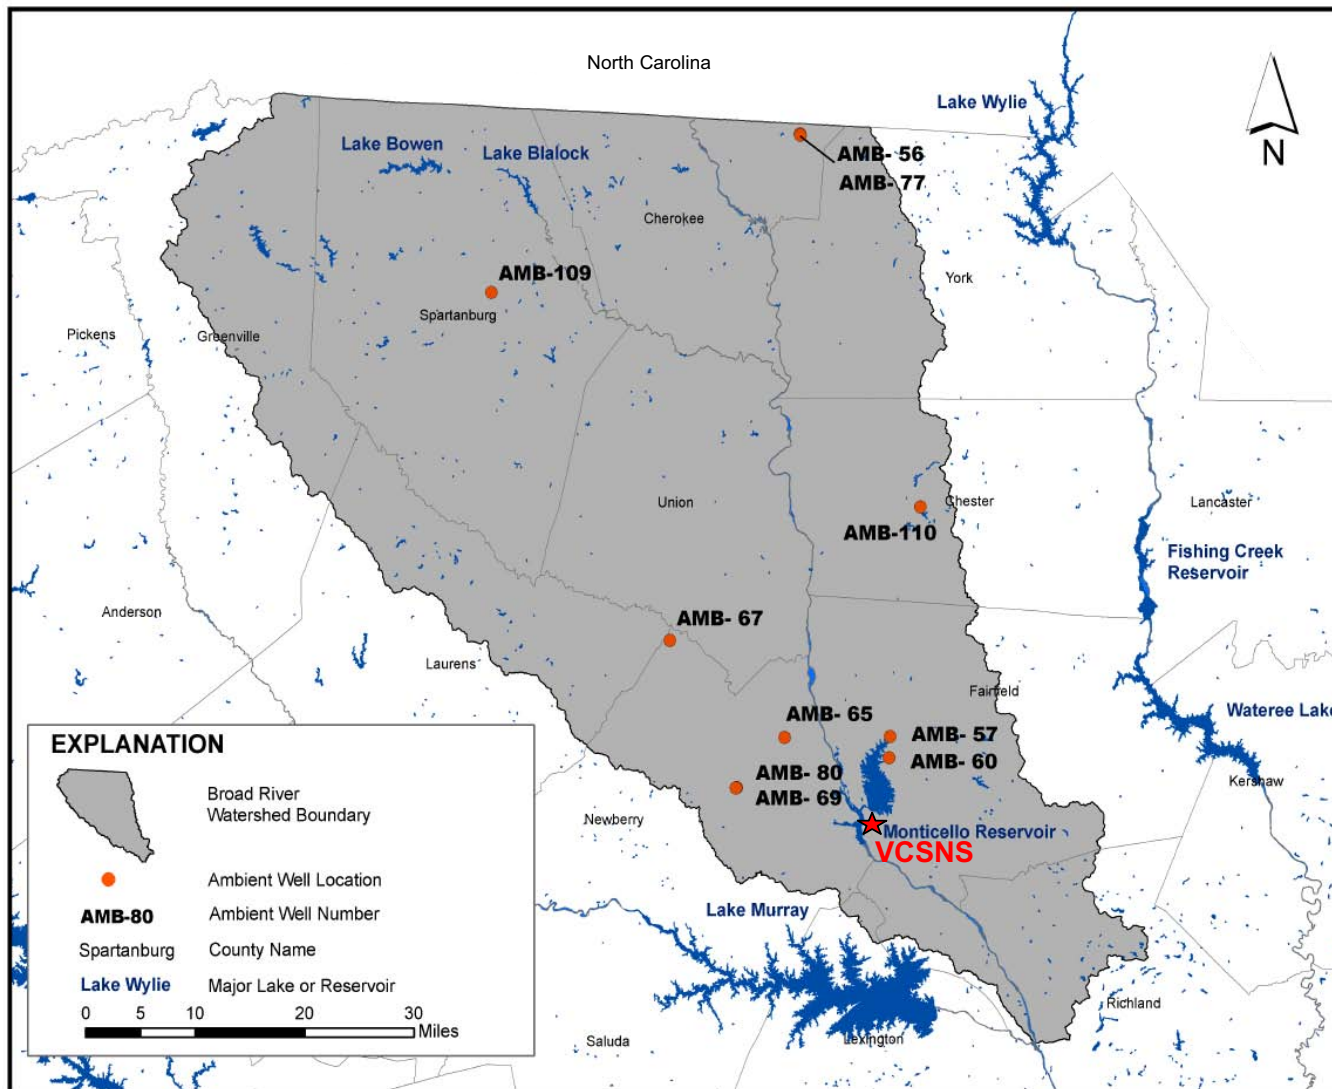 North Carolina
Lake Wylie
N
Lake Bowen
Lake Blalock
AMB- 56
AMB- 77
Cherokee
AMB-109
York
Spartanburg
Pickens
Greenville
Union
Chester
Lancaster
AMB-110
Fishing Creek
Reservoir
Anderson
AMB- 67
Laurens
Fairfield
AMB- 65
AMB- 57
AMB- 60
Wateree Lake
AMB- 80
AMB- 69
Kershaw
Newberry
Monticello Reservoir
VCSNS
Lake Murray
Richland
Saluda
Lexington
EXPLANATION
Broad River
Watershed Boundary
Ambient Well Location
AMB-80
Ambient Well Number
Spartanburg
County Name
Lake Wylie
Major Lake or Reservoir
0 5 10 20 30
Miles